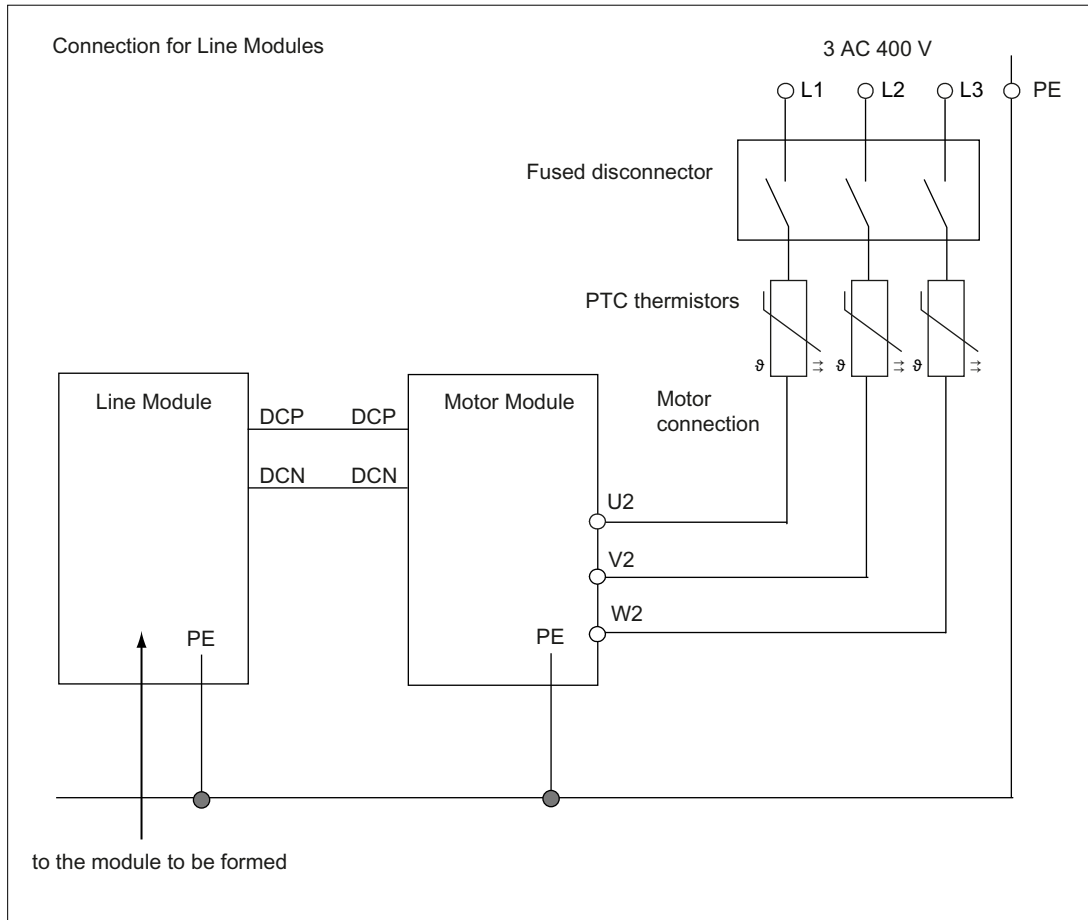 Connection for Line Modules
3 AC 400 V
L1
L2
L3
PE
Fused disconnector
PTC thermistors
ϑ
ϑ
ϑ
Line Module
Motor Module
Motor
connection
DCP
DCP
DCN
DCN
U2
V2
W2
PE
PE
to the module to be formed